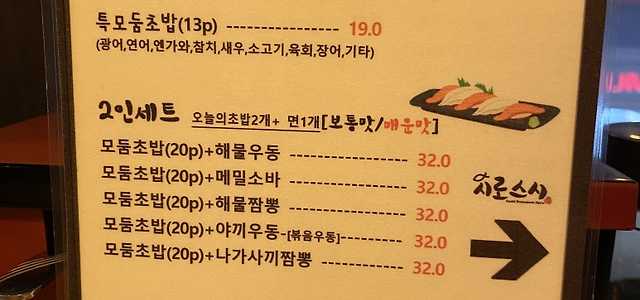 특모둠초밥(13p) ---------------- 19.0
(광어,연어,엔가와,참치,새우,소고기,육회,장어,기타)
2인세트 오늘의초밥2개+ 면1개[보통맛/매운맛]
모둠초밥(20p)+해물우동 ---------------- 32.0
모둠초밥(20p)+메밀소바 ---------------- 32.0
모둠초밥(20p)+해물짬뽕 ---------------- 32.0
모둠초밥(20p)+야끼우동-[볶음우동]---------- 32.0
모둠초밥(20p)+나가사끼짬뽕 ------------ 32.0
시로스시